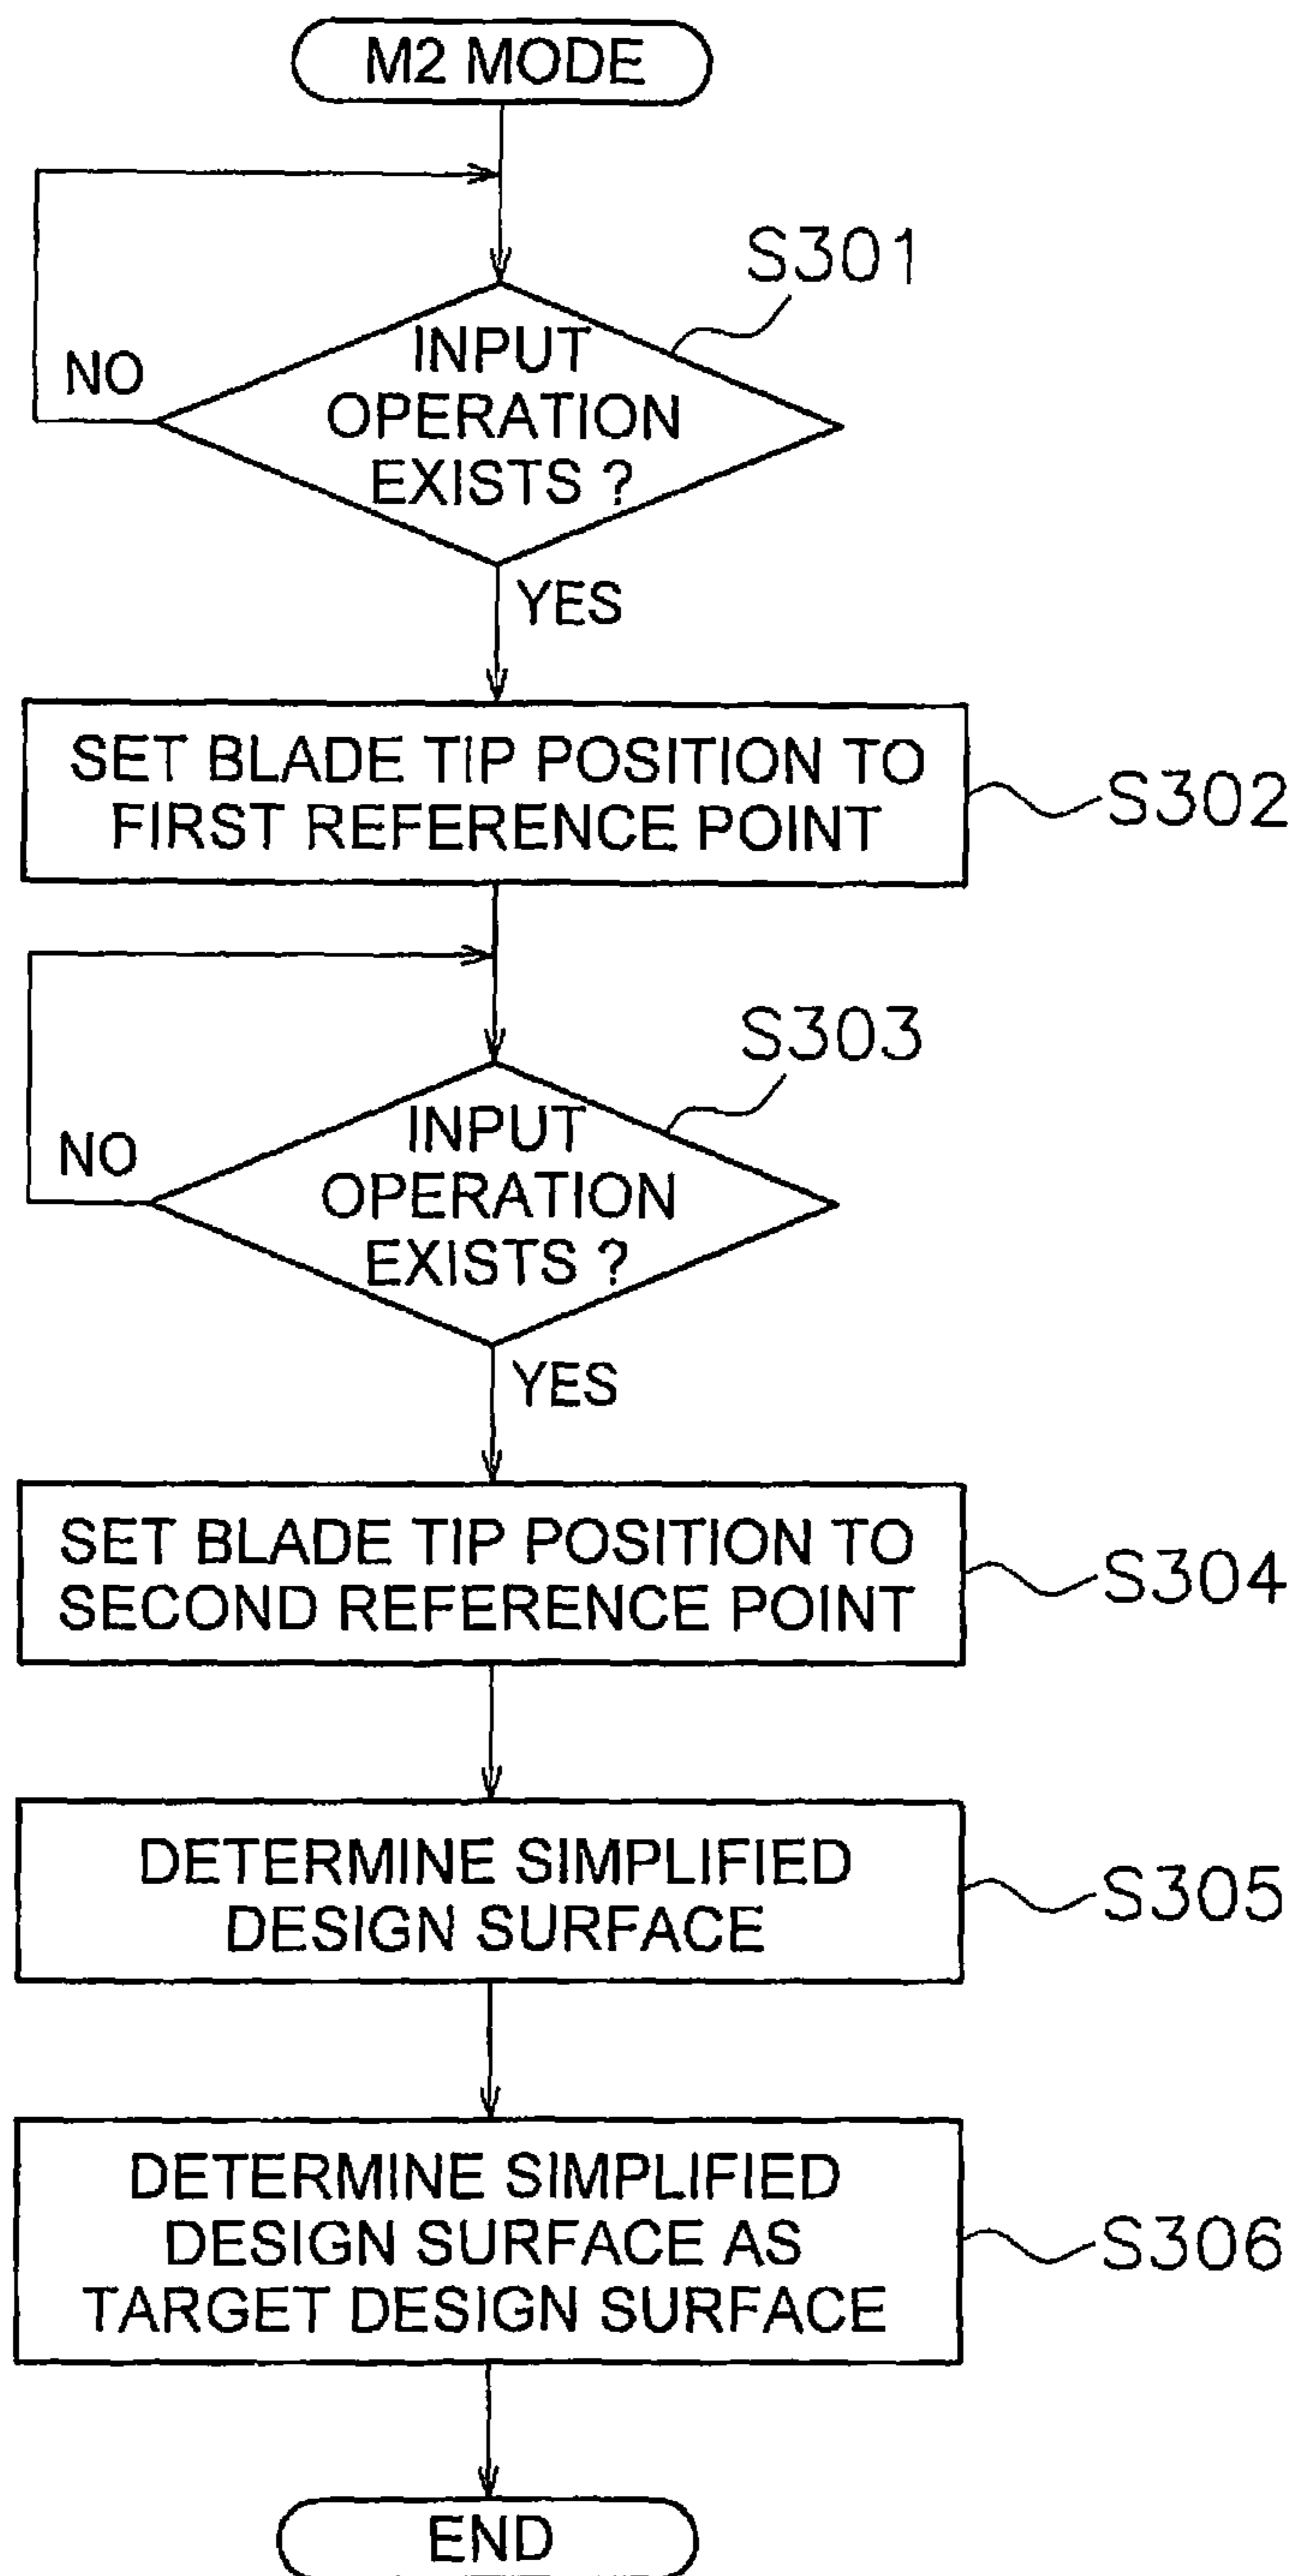 M2 MODE
S301
INPUT
OPERATION
EXISTS ?
NO
YES
SET BLADE TIP POSITION TO
FIRST REFERENCE POINT
S302
S303
INPUT
OPERATION
EXISTS ?
NO
YES
SET BLADE TIP POSITION TO
SECOND REFERENCE POINT
S304
DETERMINE SIMPLIFIED
DESIGN SURFACE
S305
DETERMINE SIMPLIFIED
DESIGN SURFACE AS
TARGET DESIGN SURFACE
S306
END